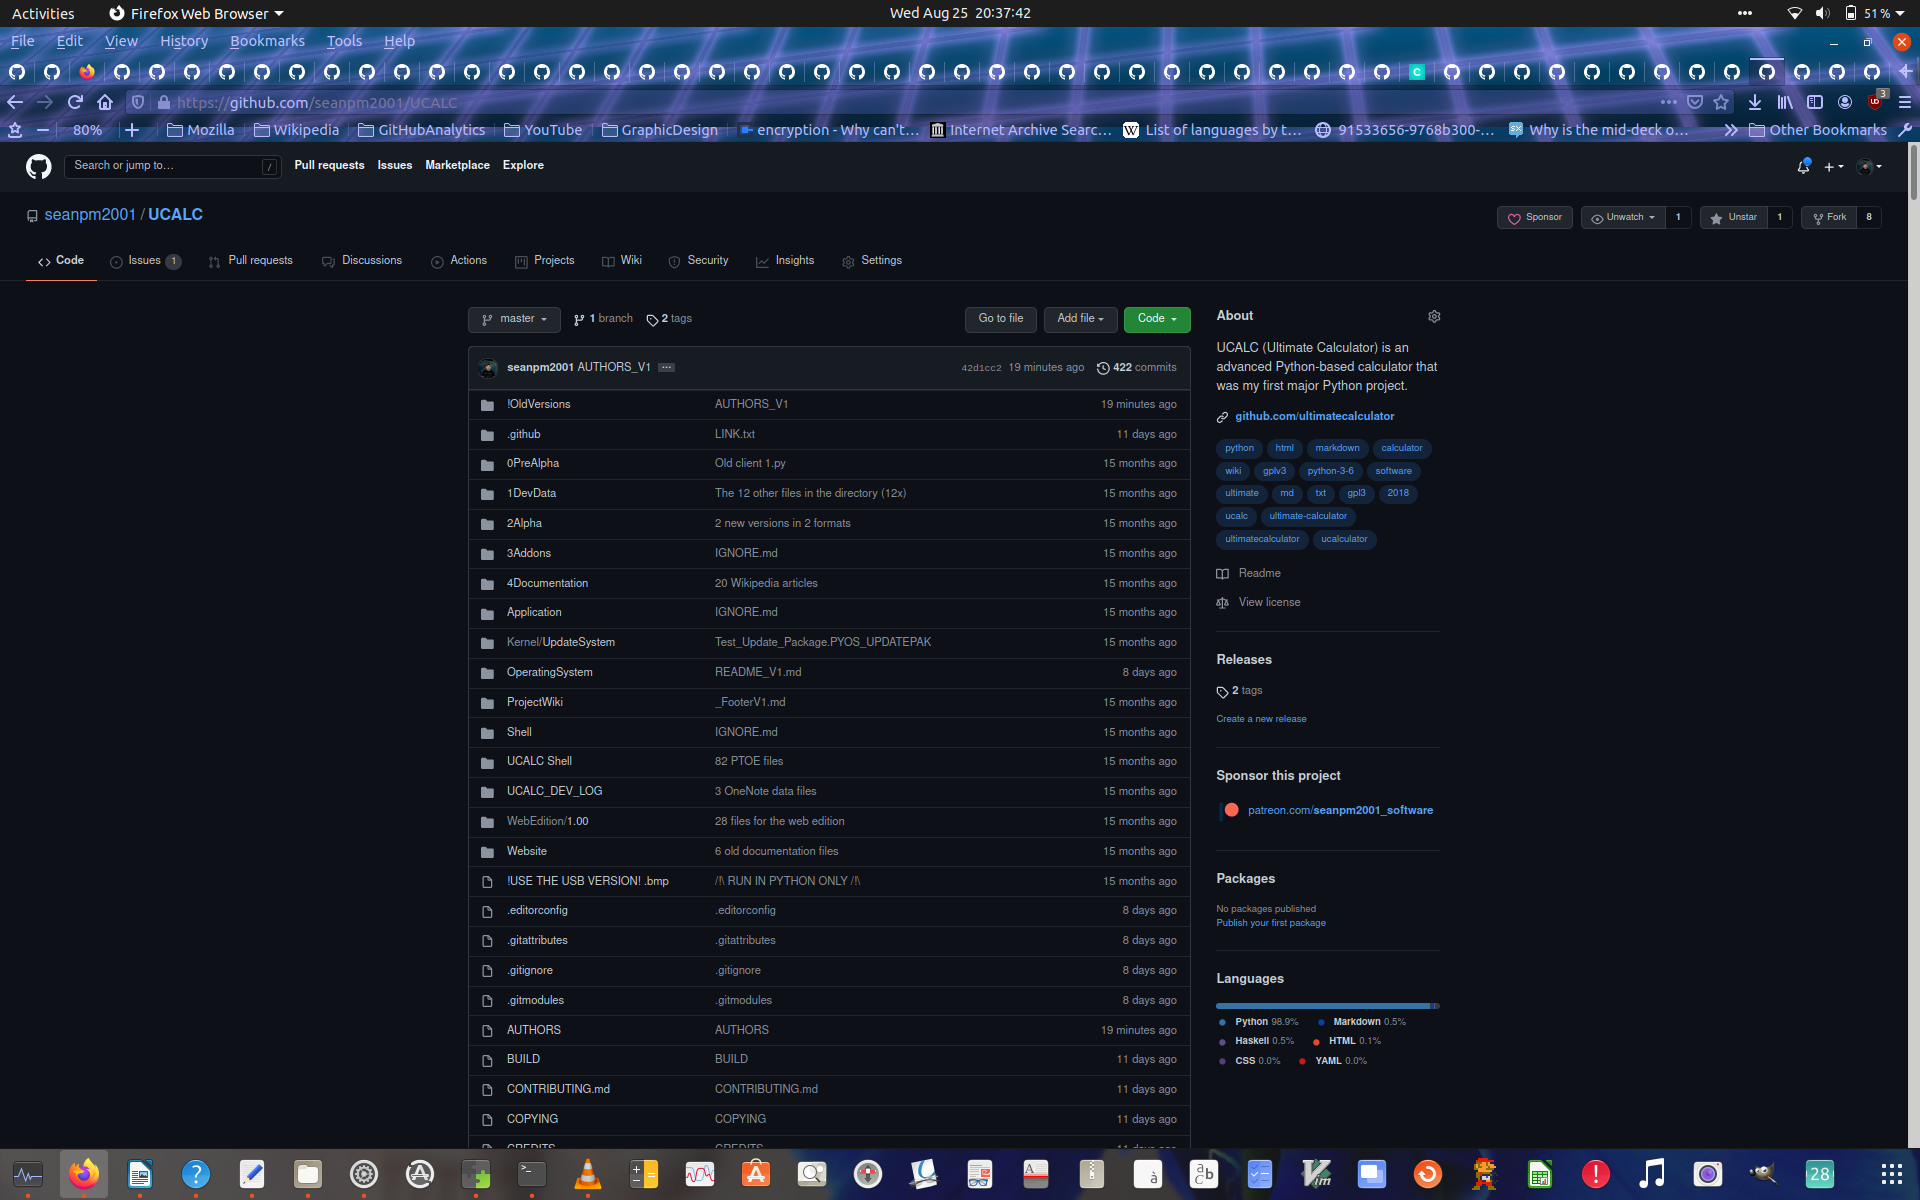 Activities Firefox Web Browser Wed Aug 25 20:37:42 51 %
File Edit View History Bookmarks Tools Help
https://github.com/seanpm2001/UCALC 3
80% Mozilla Wikipedia GitHubAnalytics YouTube GraphicDesign encryption - Why can't... Internet Archive Searc... List of languages by t... 91533656-9768b300-... Why is the mid-deck o... Other Bookmarks
Search or jump to... / Pull requests Issues Marketplace Explore
seanpm2001 / UCALC Sponsor Unwatch 1 Unstar 1 Fork 8
Code Issues 1 Pull requests Discussions Actions Projects Wiki Security Insights Settings
master 1 branch 2 tags Go to file Add file Code
seanpm2001 AUTHORS_V1 ... 42d1cc2 19 minutes ago 422 commits
!OldVersions AUTHORS_V1 19 minutes ago
.github LINK.txt 11 days ago
0PreAlpha Old client 1.py 15 months ago
1DevData The 12 other files in the directory (12x) 15 months ago
2Alpha 2 new versions in 2 formats 15 months ago
3Addons IGNORE.md 15 months ago
4Documentation 20 Wikipedia articles 15 months ago
Application IGNORE.md 15 months ago
Kernel/UpdateSystem Test_Update_Package.PYOS_UPDATEPAK 15 months ago
OperatingSystem README_V1.md 8 days ago
ProjectWiki _FooterV1.md 15 months ago
Shell IGNORE.md 15 months ago
UCALC Shell 82 PTOE files 15 months ago
UCALC_DEV_LOG 3 OneNote data files 15 months ago
WebEdition/1.00 28 files for the web edition 15 months ago
Website 6 old documentation files 15 months ago
!USE THE USB VERSION! .bmp /!\ RUN IN PYTHON ONLY /!\ 15 months ago
.editorconfig .editorconfig 8 days ago
.gitattributes .gitattributes 8 days ago
.gitignore .gitignore 8 days ago
.gitmodules .gitmodules 8 days ago
AUTHORS AUTHORS 19 minutes ago
BUILD BUILD 11 days ago
CONTRIBUTING.md CONTRIBUTING.md 11 days ago
COPYING COPYING 11 days ago
CREDITS CREDITS 11 days ago
About
UCALC (Ultimate Calculator) is an
advanced Python-based calculator that
was my first major Python project.
github.com/ultimatecalculator
python html markdown calculator
wiki gplv3 python-3-6 software
ultimate md txt gpl3 2018
ucalc ultimate-calculator
ultimatecalculator ucalculator
Readme
View license
Releases
2 tags
Create a new release
Sponsor this project
patreon.com/seanpm2001_software
Packages
No packages published
Publish your first package
Languages
Python 98.9% Markdown 0.5%
Haskell 0.5% HTML 0.1%
CSS 0.0% YAML 0.0%
28